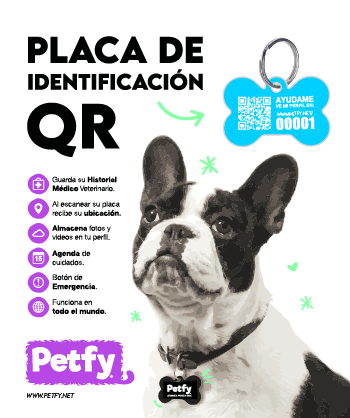 PLACA DE
IDENTIFICACIÓN
QR
AYUDAME
VE MI PERFIL EN:
WWW.PETFY.NET/
00001
Guarda su Historial
Médico Veterinario.
Al escanear su placa
recibe su ubicación.
Almacena fotos y
videos en tu perfil.
Agenda de
cuidados.
15
Botón de
Emergencia.
Funciona en
todo el mundo.
Petfy
WWW.PETFY.NET
Petfy